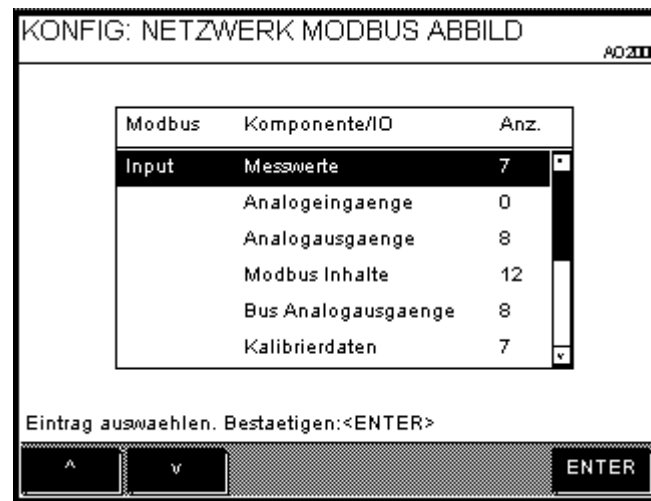 KONFIG: NETZWERK MODBUS ABBILD
AO2000
Modbus Komponente/IO Anz.
Input Messwerte 7
Analogeingaenge 0
Analogausgaenge 8
Modbus Inhalte 12
Bus Analogausgaenge 8
Kalibrierdaten 7
Eintrag auswaehlen. Bestaetigen:<ENTER>
^ v ENTER